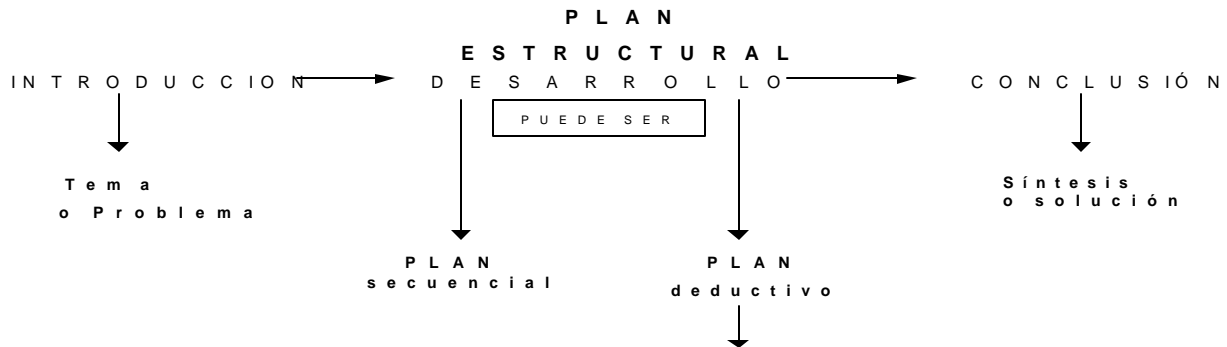 PLAN
ESTRUCTURAL
INTRODUCCION DESARROLLO CONCLUSIÓN
PUEDE SER
Tema
o Problema
Síntesis
o solución
PLAN
secuencial
PLAN
deductivo